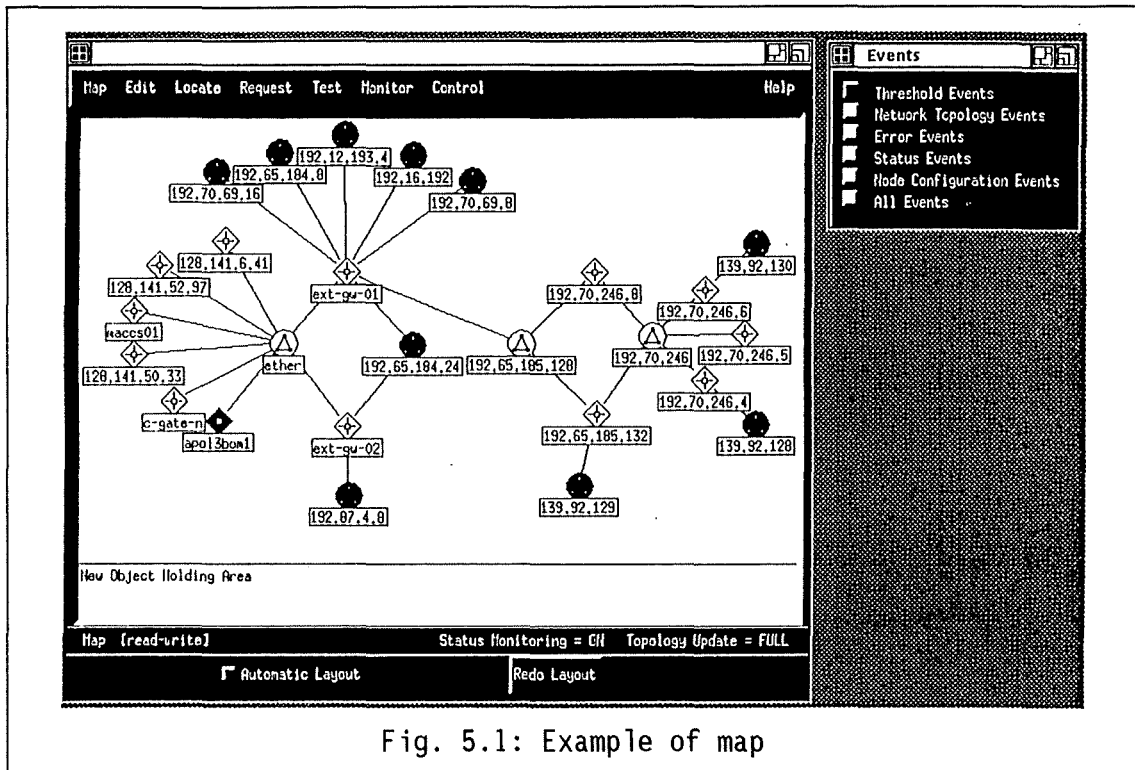 Events
Map Edit Locate Request Test Monitor Control Help
Threshold Events
Network Topology Events
Error Events
Status Events
Node Configuration Events
All Events
192,12,193,4
192,65,184,8
192,16,192
192,70,69,16
192,70,69,8
128,141,6,41
139,92,130
128,141,52,97
ext-gw-01
192,70,246,8
192,70,246,6
maccs01
ether
192,65,184,24
192,65,185,128
192,70,246
192,70,246,5
128,141,50,33
192,70,246,4
c-gate-n
apol3bom1
ext-gw-02
192,65,185,132
139,92,128
192,87,4,8
139,92,129
New Object Holding Area
Map [read-write] Status Monitoring = ON Topology Update = FULL
Automatic Layout Redo Layout
Fig. 5.1: Example of map